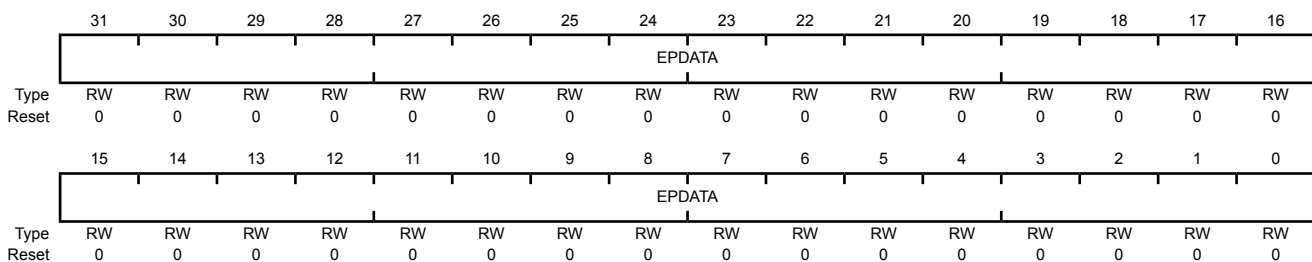 31 30 29 28 27 26 25 24 23 22 21 20 19 18 17 16
EPDATA
Type RW RW RW RW RW RW RW RW RW RW RW RW RW RW RW RW
Reset 0 0 0 0 0 0 0 0 0 0 0 0 0 0 0 0
15 14 13 12 11 10 9 8 7 6 5 4 3 2 1 0
EPDATA
Type RW RW RW RW RW RW RW RW RW RW RW RW RW RW RW RW
Reset 0 0 0 0 0 0 0 0 0 0 0 0 0 0 0 0